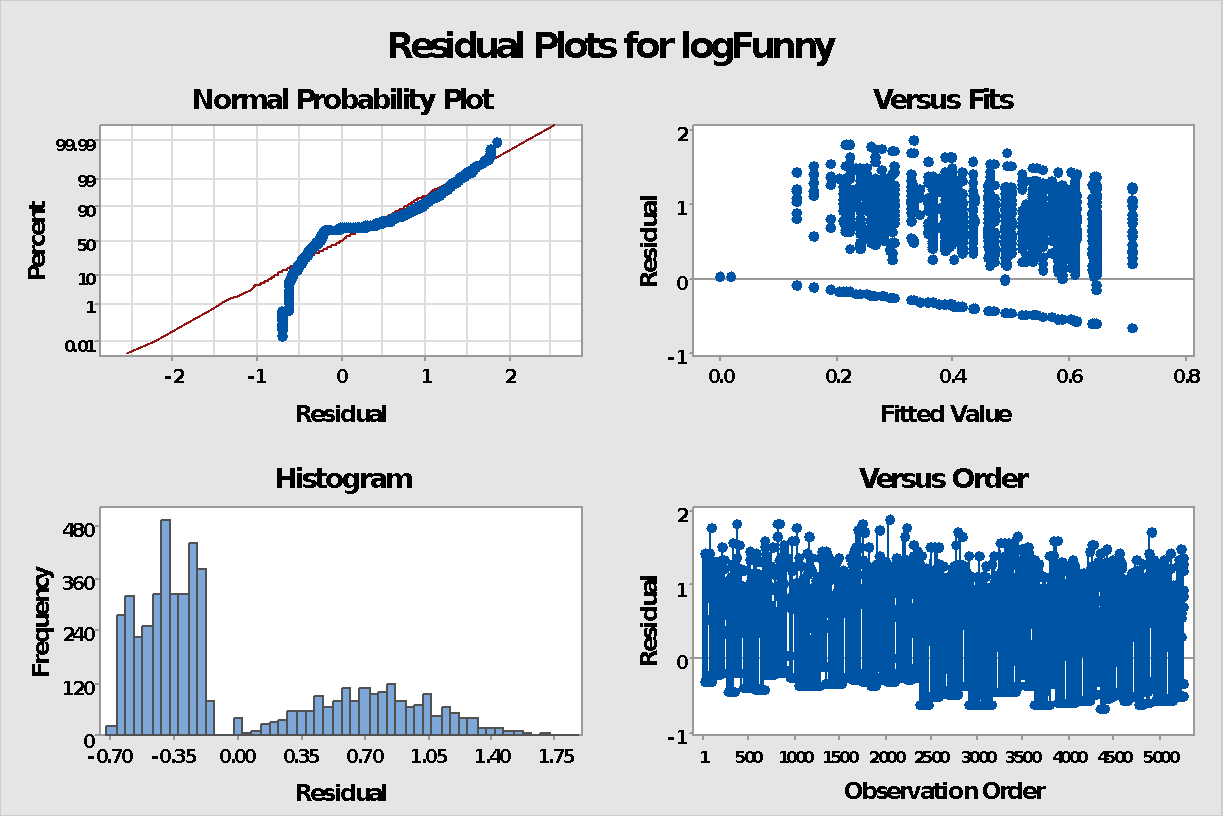 Residual Plots for logFunny
Normal Probability Plot
Percent
99.99
99
90
50
10
1
0.01
-2 -1 0 1 2
Residual
Versus Fits
Residual
2
1
0
-1
0.0 0.2 0.4 0.6 0.8
Fitted Value
Histogram
Frequency
480
360
240
120
0
-0.70 -0.35 0.00 0.35 0.70 1.05 1.40 1.75
Residual
Versus Order
Residual
2
1
0
-1
1 500 1000 1500 2000 2500 3000 3500 4000 4500 5000
Observation Order